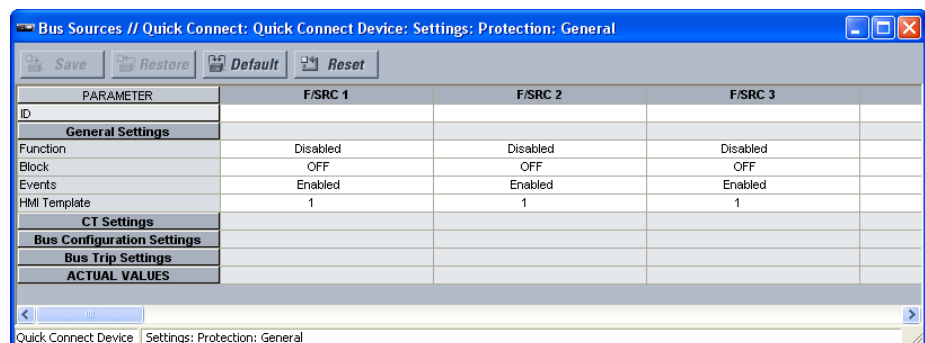 Bus Sources // Quick Connect: Quick Connect Device: Settings: Protection: General
Save Restore Default Reset
PARAMETER F/SRC 1 F/SRC 2 F/SRC 3
ID
General Settings
Function Disabled Disabled Disabled
Block OFF OFF OFF
Events Enabled Enabled Enabled
HMI Template 1 1 1
CT Settings
Bus Configuration Settings
Bus Trip Settings
ACTUAL VALUES
Quick Connect Device Settings: Protection: General